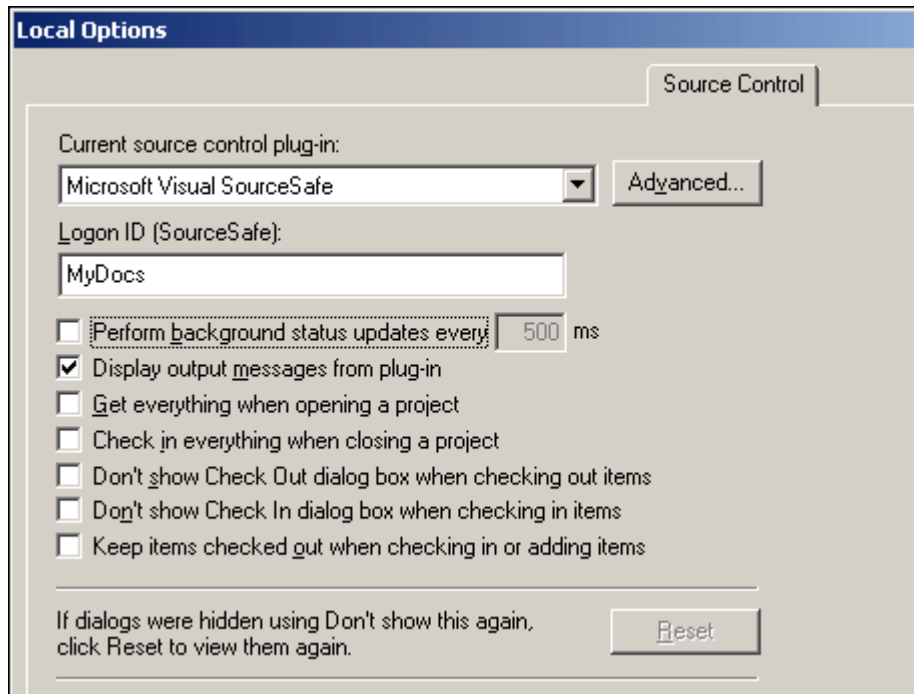 Local Options
Source Control
Current source control plug-in:
Microsoft Visual SourceSafe
Advanced...
Logon ID (SourceSafe):
MyDocs
Perform background status updates every 500 ms
Display output messages from plug-in
Get everything when opening a project
Check in everything when closing a project
Don't show Check Out dialog box when checking out items
Don't show Check In dialog box when checking in items
Keep items checked out when checking in or adding items
If dialogs were hidden using Don't show this again,
click Reset to view them again.
Reset